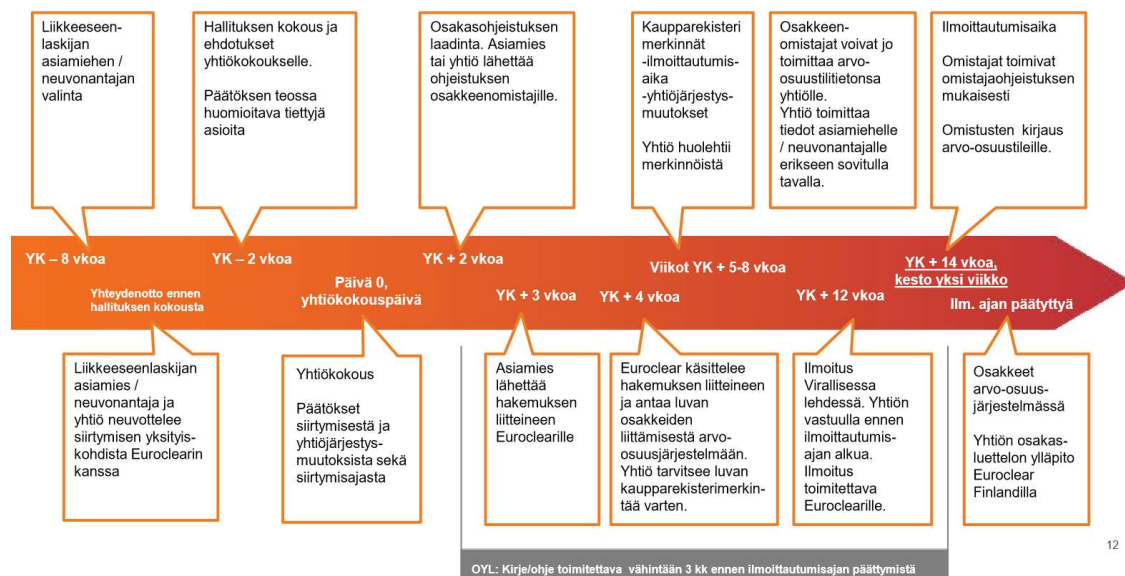 Liikkeeseen-
laskijan
asiamiehen /
neuvonantajan
valinta
Hallituksen kokous ja
ehdotukset
yhtiökokoukselle.
Päätöksen teossa
huomioitava tiettyjä
asioita
Osakasohjeistuksen
laadinta. Asiamies
tai yhtiö lähettää
ohjeistuksen
osakkeenomistajille.
Kaupparekisteri
merkinnät
-ilmoittautumis-
aika
-yhtiöjärjestys-
muutokset
Yhtiö huolehtii
merkinnöistä
Osakkeen-
omistajat voivat jo
toimittaa arvo-
osuustilitietonsa
yhtiölle.
Yhtiö toimittaa
tiedot asiamiehelle
/ neuvonantajalle
erikseen sovitulla
tavalla.
Ilmoittautumisaika
Omistajat toimivat
omistajaohjeistuksen
mukaisesti
Omistusten kirjaus
arvo-osuustileille.
YK – 8 vkoa
YK – 2 vkoa
YK + 2 vkoa
Viikot YK + 5-8 vkoa
YK + 14 vkoa,
kesto yksi viikko
Yhteydenotto ennen
hallituksen kokousta
Päivä 0,
yhtiökokouspäivä
YK + 3 vkoa
YK + 4 vkoa
YK + 12 vkoa
Ilm. ajan päätyttyä
Liikkeeseenlaskijan
asiamies /
neuvonantaja ja
yhtiö neuvottelee
siirtymisen yksityis-
kohdista Euroclearin
kanssa
Yhtiökokous
Päätökset
siirtymisestä ja
yhtiöjärjestys-
muutoksista sekä
siirtymisajasta
Asiamies
lähettää
hakemuksen
liitteineen
Euroclearille
Euroclear käsittelee
hakemuksen liitteineen
ja antaa luvan
osakkeiden
liittämisestä arvo-
osuusjärjestelmään.
Yhtiö tarvitsee luvan
kaupparekisterimerkin-
tää varten.
Ilmoitus
Virallisessa
lehdessä. Yhtiön
vastuulla ennen
ilmoittautumis-
ajan alkua.
Ilmoitus
toimitettava
Euroclearille.
Osakkeet
arvo-osuus-
järjestelmässä
Yhtiön osakas-
luettelon ylläpito
Euroclear
Finlandilla
OYL: Kirje/ohje toimitettava vähintään 3 kk ennen ilmoittautumisajan päättymistä
12